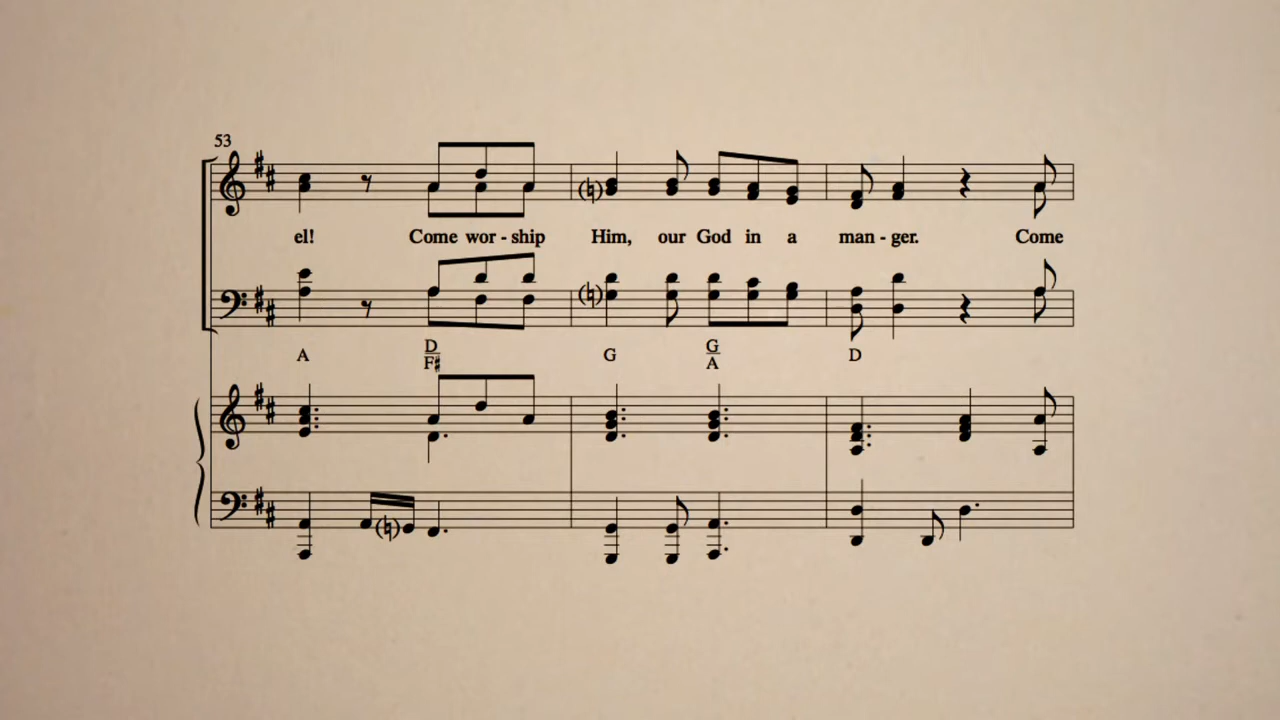 53
el! Come wor - ship Him, our God in a man - ger. Come
A D/F# G G/A D